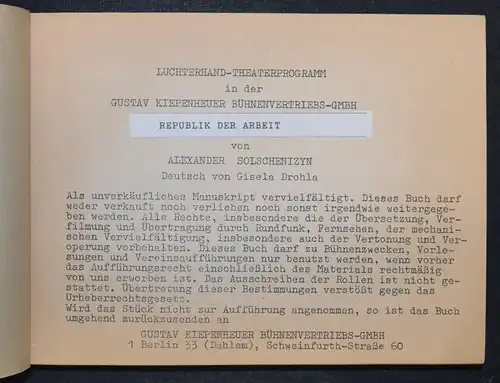 LUCHTERHAND-THEATERPROGRAMM
in der
GUSTAV KIEPENHEUER BÜHNENVERTRIEBS-GMBH
REPUBLIK DER ARBEIT
von
ALEXANDER SOLSCHENIZYN
Deutsch von Gisela Drohla
Als unverkäufliches Manuskript vervielfältigt. Dieses Buch darf
weder verkauft noch verliehen noch sonst irgendwie weitergege-
ben werden. Alle Rechte, insbesondere die der Übersetzung, Ver-
filmung und Übertragung durch Rundfunk, Fernsehen, der mechani-
schen Vervielfältigung, insbesondere auch der Vertonung und Ver-
operung vorbehalten. Dieses Buch darf zu Bühnenzwecken, Vorle-
sungen und Vereinsaufführungen nur benutzt werden, wenn vorher
das Aufführungsrecht einschließlich des Materials rechtmäßig
von uns erworben ist. Das Ausschreiben der Rollen ist nicht ge-
stattet. Übertretung dieser Bestimmungen verstößt gegen das
Urheberrechtsgesetz.
Wird das Stück nicht zur Aufführung angenommen, so ist das Buch
umgehend zurückzusenden an
GUSTAV KIEPENHEUER BÜHNENVERTRIEBS-GMBH
1 Berlin 33 (Dahlem), Schweinfurth-Straße 60